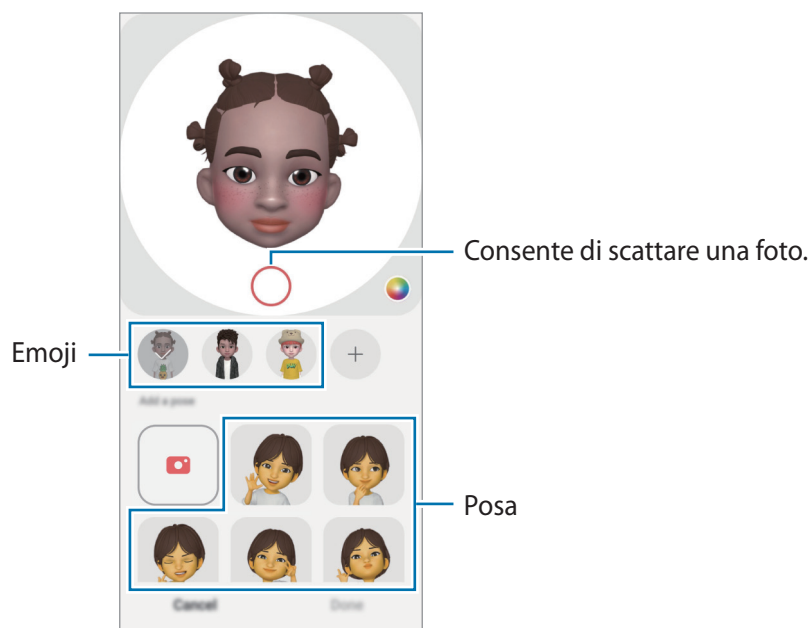 Consente di scattare una foto.
Emoji
Add a pose
Posa
Cancel
Done